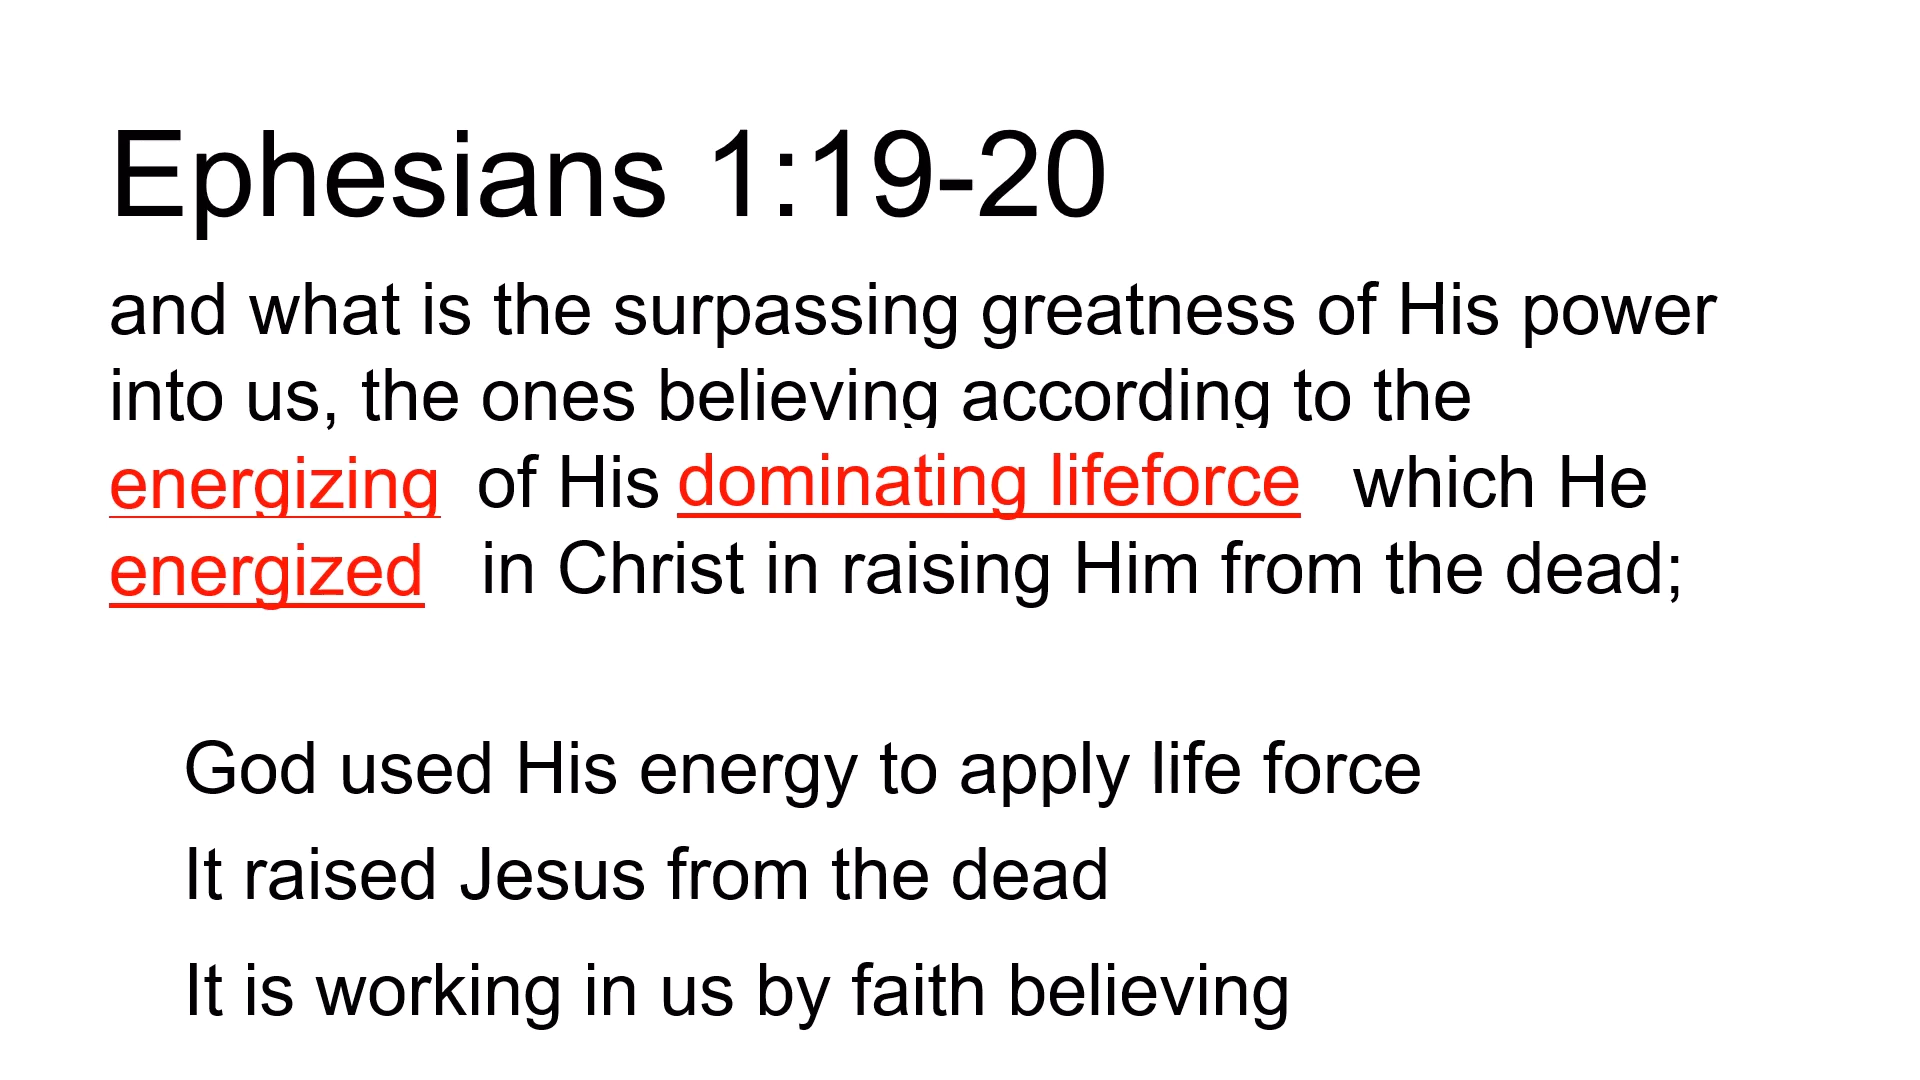 Ephesians 1:19-20
and what is the surpassing greatness of His power
into us, the ones believing according to the
energizing of His dominating lifeforce which He
energized in Christ in raising Him from the dead;
God used His energy to apply life force
It raised Jesus from the dead
It is working in us by faith believing